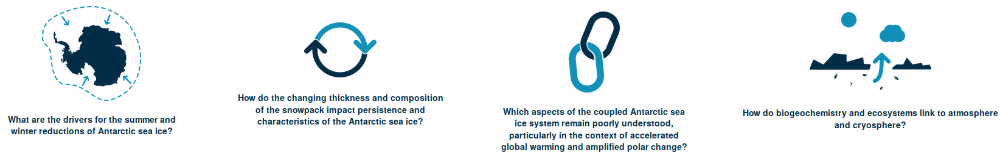 What are the drivers for the summer and
winter reductions of Antarctic sea ice?
How do the changing thickness and composition
of the snowpack impact persistence and
characteristics of the Antarctic sea ice?
Which aspects of the coupled Antarctic sea
ice system remain poorly understood,
particularly in the context of accelerated
global warming and amplified polar change?
How do biogeochemistry and ecosystems link to atmosphere
and cryosphere?